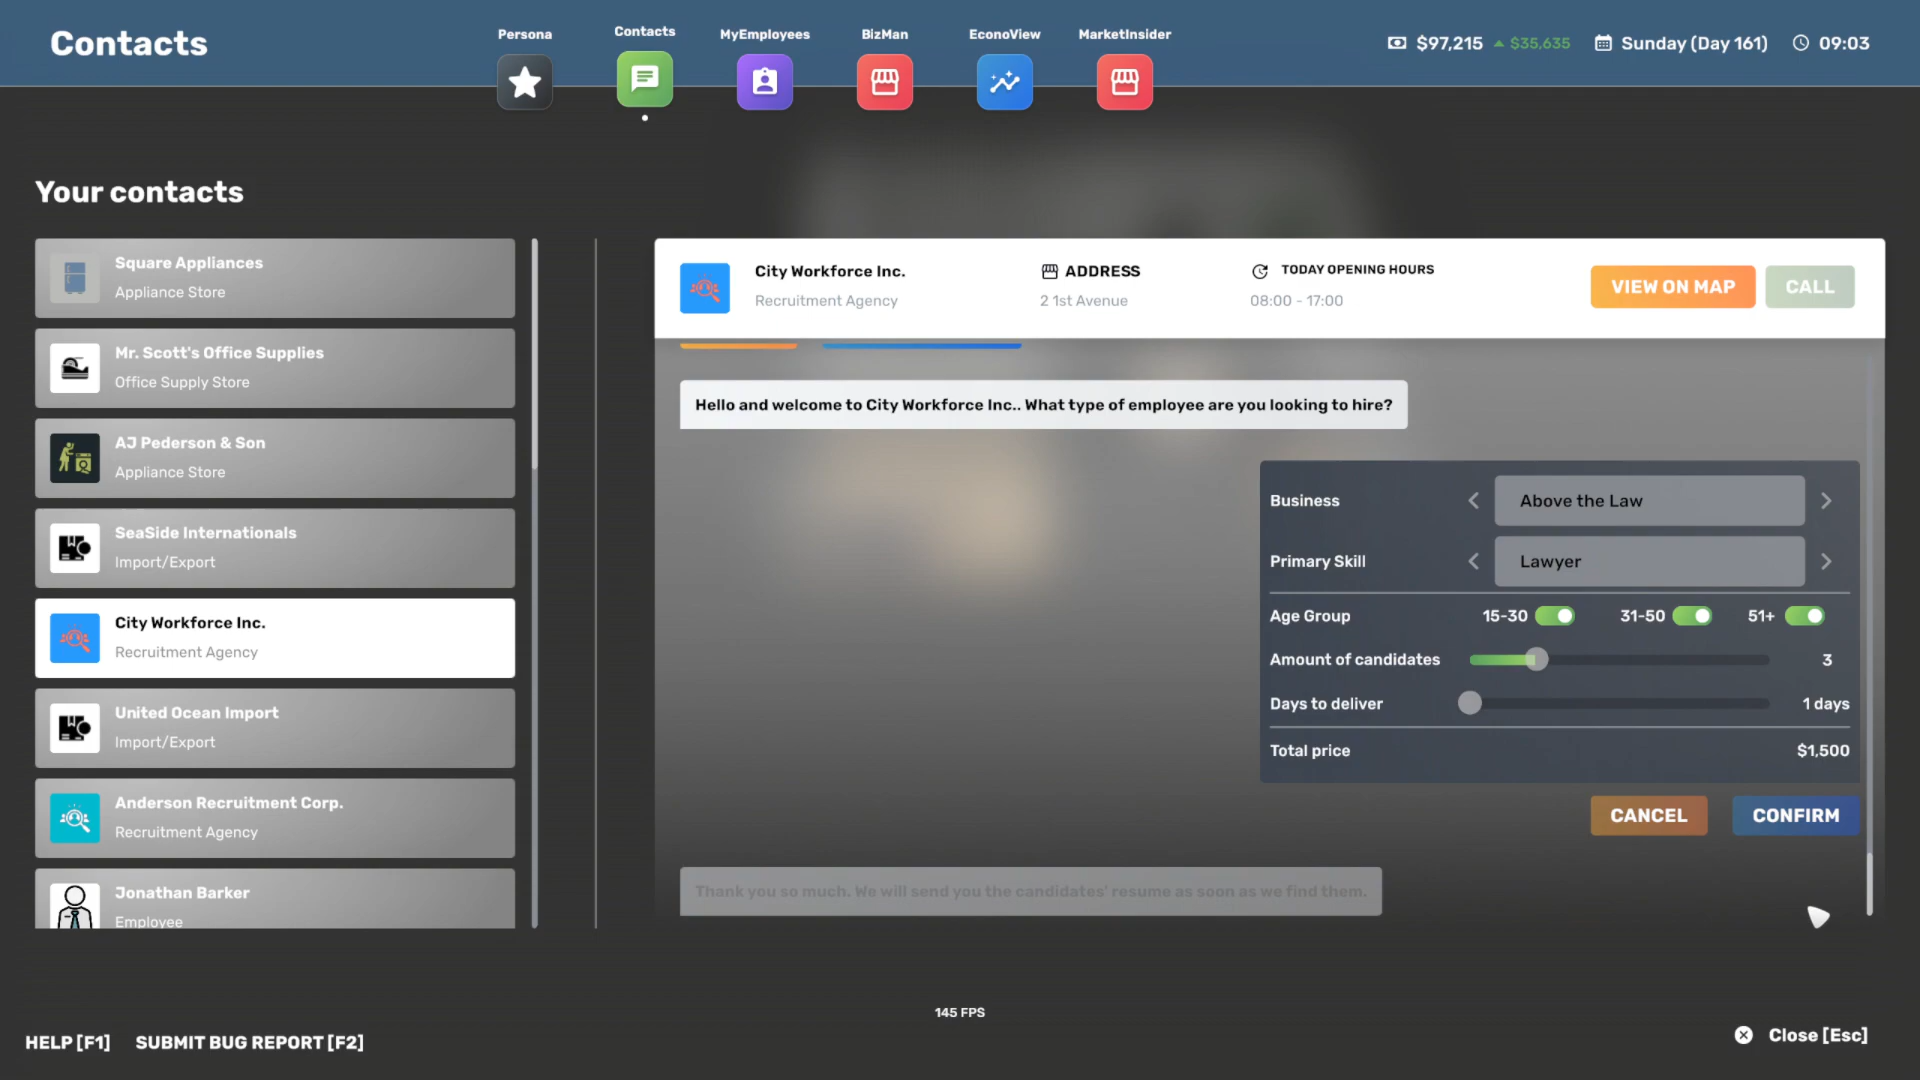 Contacts
Persona
Contacts
MyEmployees
BizMan
EconoView
MarketInsider
$97,215 $35,635 Sunday (Day 161) 09:03
Your contacts
Square Appliances
Appliance Store
Mr. Scott's Office Supplies
Office Supply Store
AJ Pederson & Son
Appliance Store
SeaSide Internationals
Import/Export
City Workforce Inc.
Recruitment Agency
United Ocean Import
Import/Export
Anderson Recruitment Corp.
Recruitment Agency
Jonathan Barker
Employee
City Workforce Inc.
Recruitment Agency
ADDRESS
2 1st Avenue
TODAY OPENING HOURS
08:00 - 17:00
VIEW ON MAP
CALL
Hello and welcome to City Workforce Inc.. What type of employee are you looking to hire?
Business Above the Law
Primary Skill Lawyer
Age Group 15-30 31-50 51+
Amount of candidates 3
Days to deliver 1 days
Total price $1,500
CANCEL CONFIRM
Thank you so much. We will send you the candidates' resume as soon as we find them.
145 FPS
HELP [F1] SUBMIT BUG REPORT [F2]
Close [Esc]